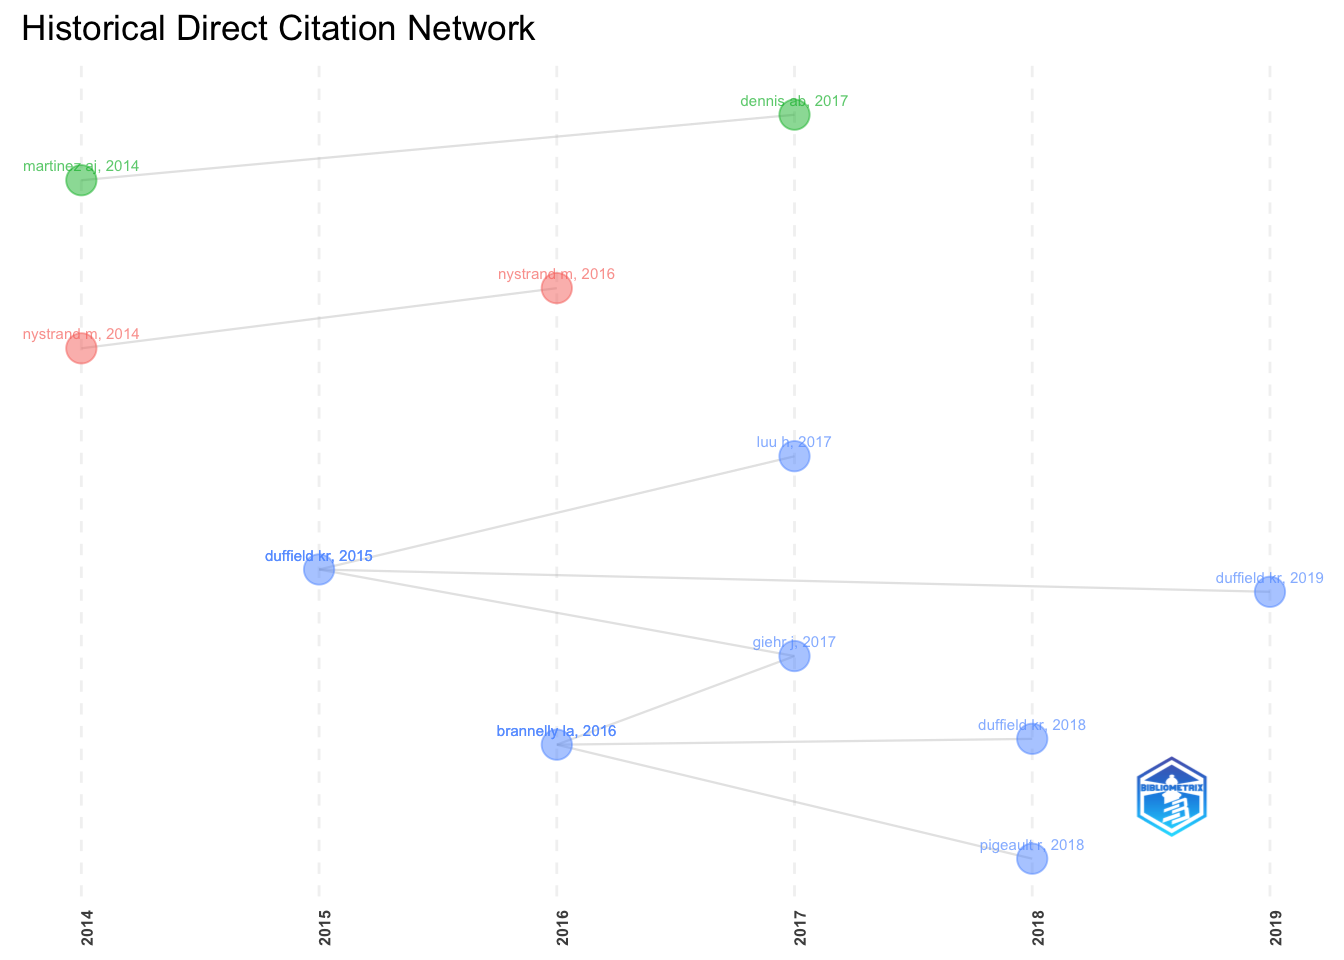 Historical Direct Citation Network
dennis ab, 2017
martinez aj, 2014
nystrand m, 2016
nystrand m, 2014
luu h, 2017
duffield kr, 2015
duffield kr, 2019
giehr j, 2017
duffield kr, 2018
brannelly la, 2016
BIBLIOMETRIX
pigeault r, 2018
2014
2015
2016
2017
2018
2019